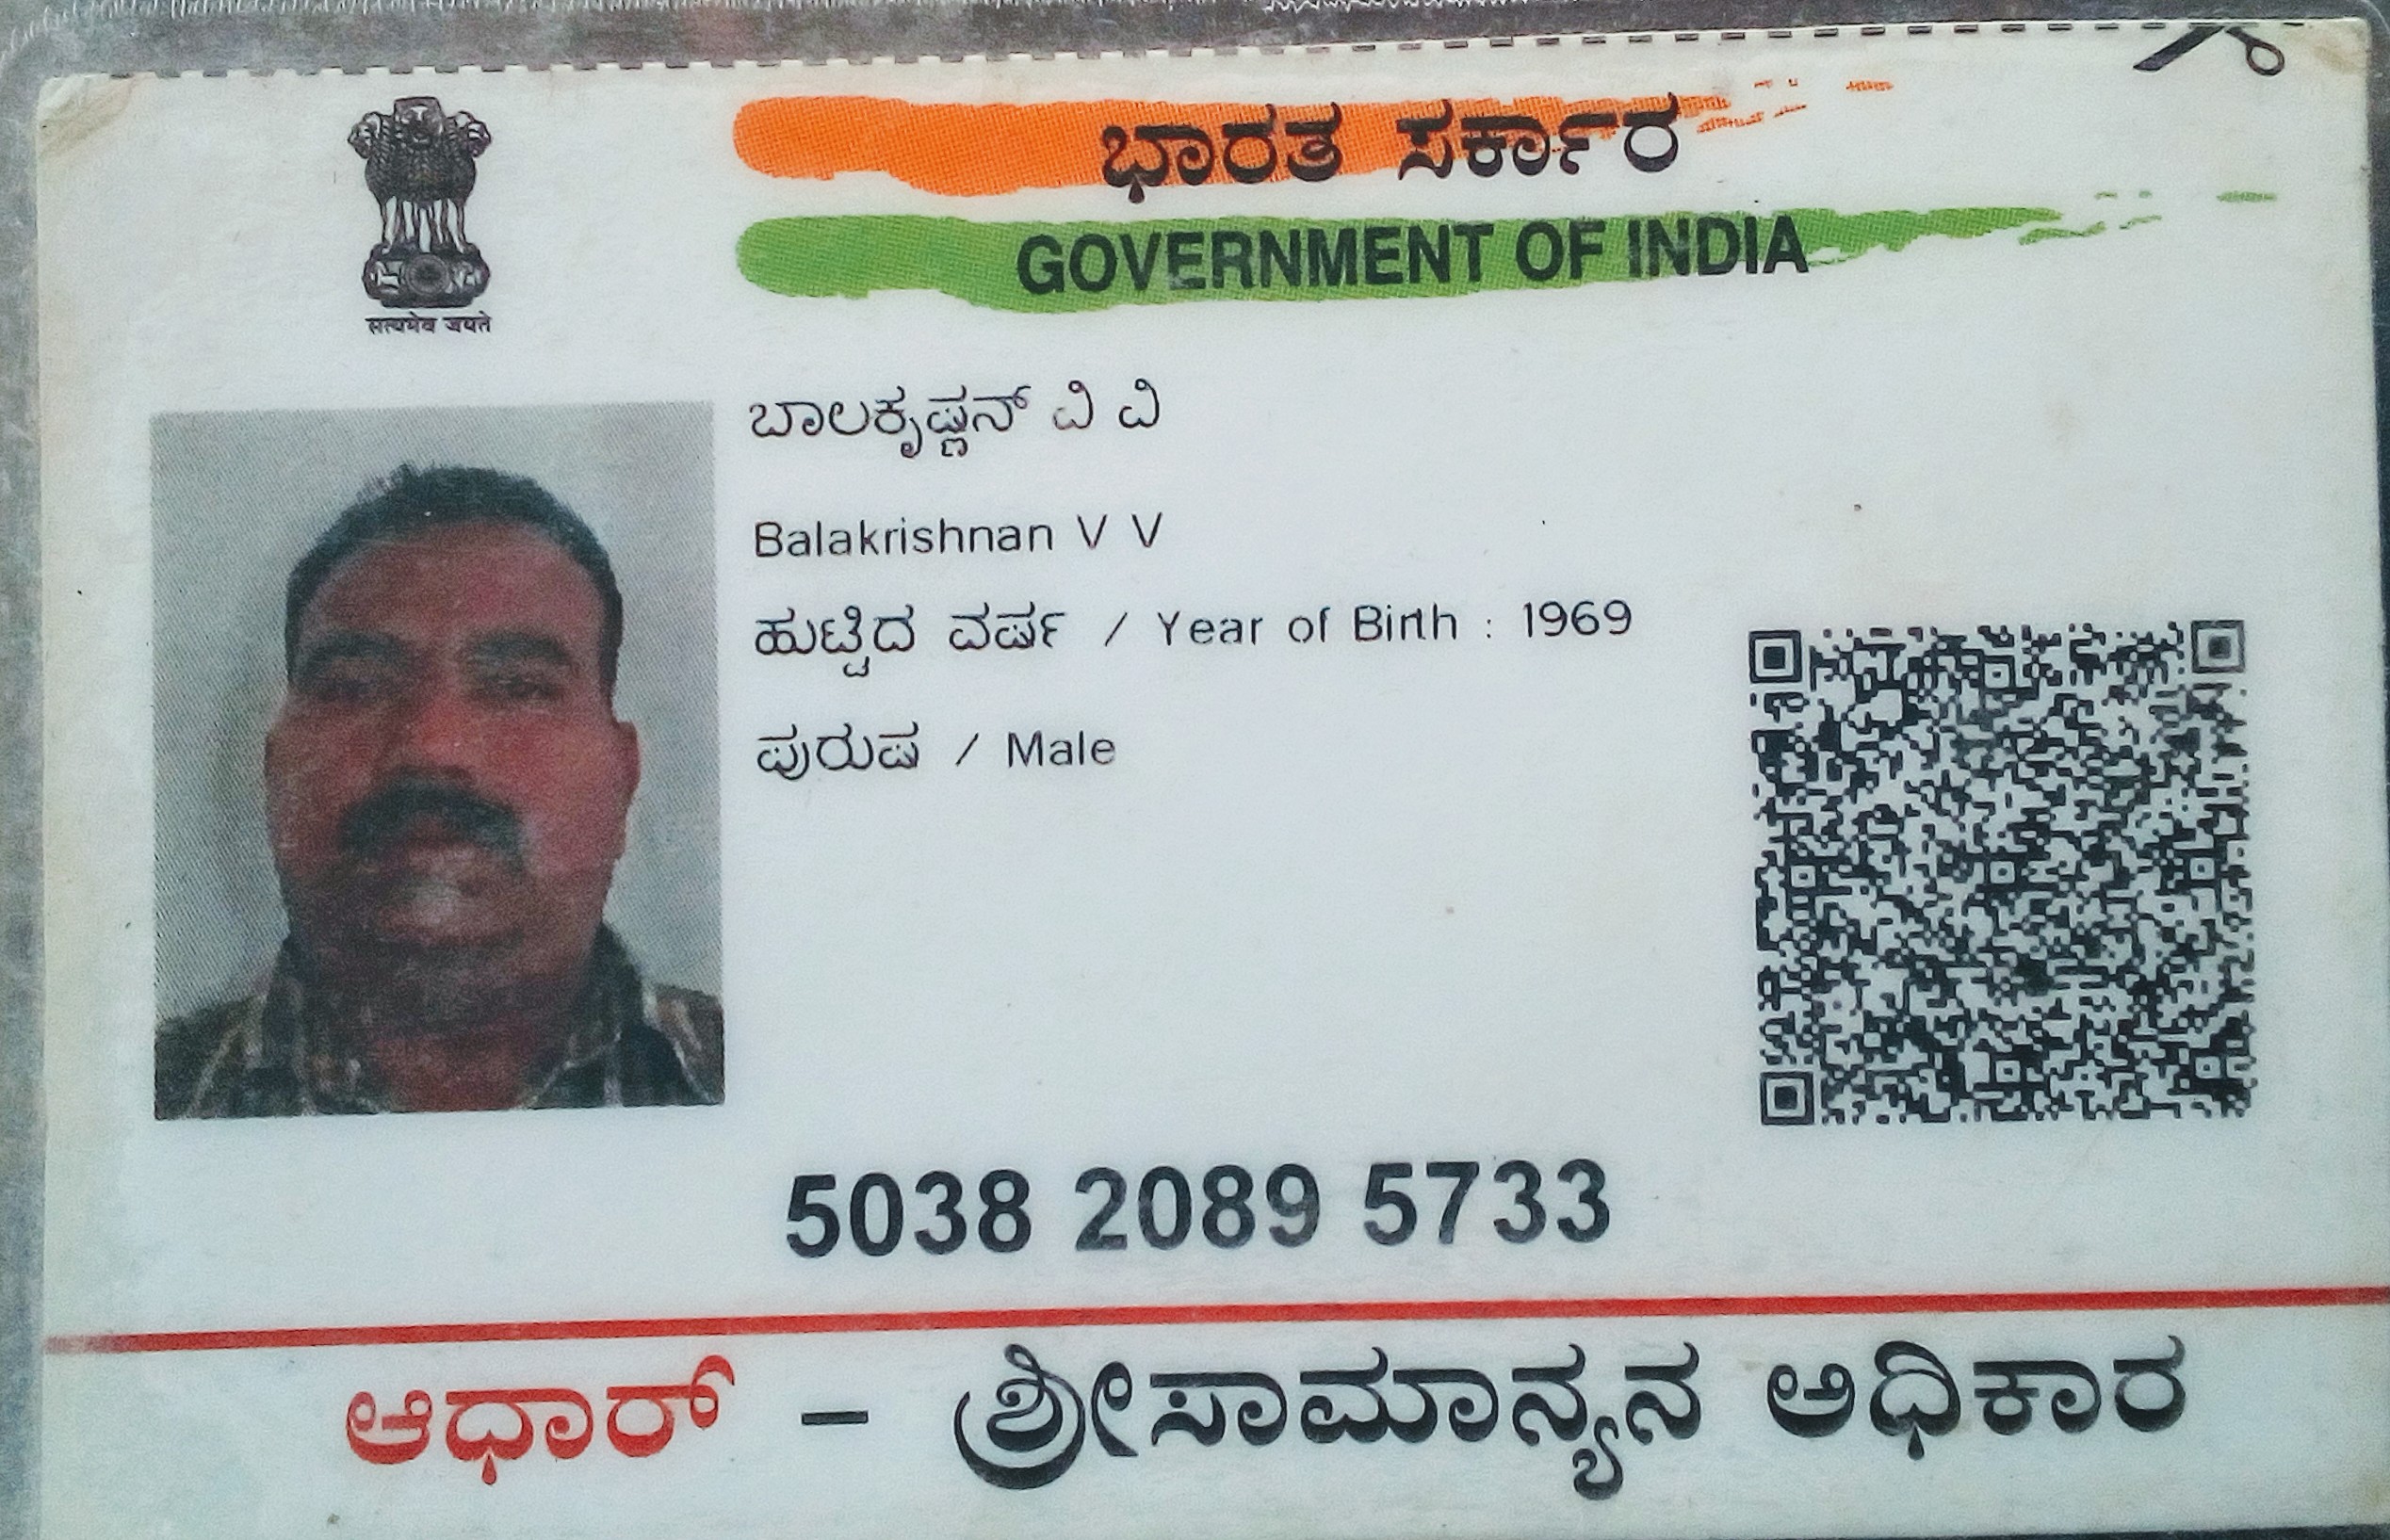 ಭಾರತ ಸರ್ಕಾರ
GOVERNMENT OF INDIA
सत्यमेव जयते
ಬಾಲಕೃಷ್ಣನ್ ವಿ ವಿ
Balakrishnan V V
ಹುಟ್ಟಿದ ವರ್ಷ / Year of Birth : 1969
ಪುರುಷ / Male
5038 2089 5733
ಆಧಾರ್ – ಶ್ರೀಸಾಮಾನ್ಯನ ಅಧಿಕಾರ